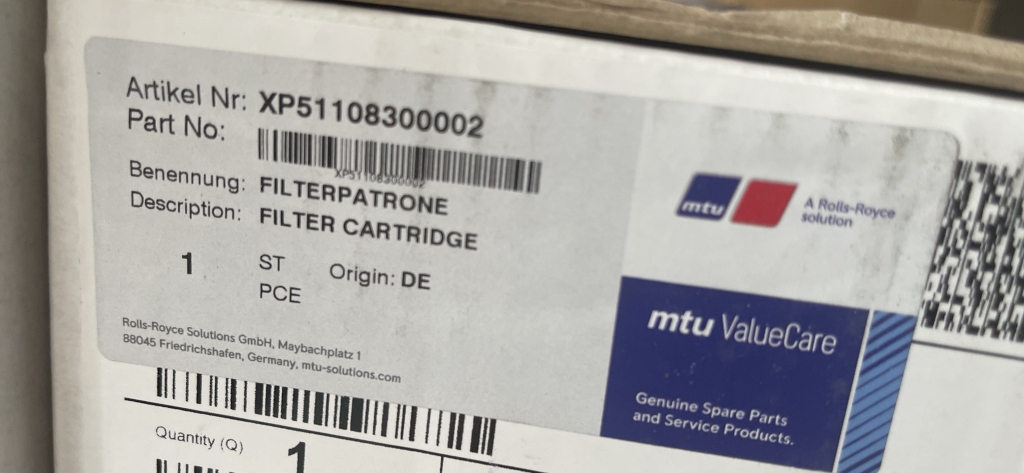 Artikel Nr: XP51108300002
Part No:
XP51108300002
Benennung: FILTERPATRONE
Description: FILTER CARTRIDGE
1 ST Origin: DE
PCE
Rolls-Royce Solutions GmbH, Maybachplatz 1
88045 Friedrichshafen, Germany, mtu-solutions.com
mtu
A Rolls-Royce
solution
mtu ValueCare
Genuine Spare Parts
and Service Products.
Quantity (Q)
1